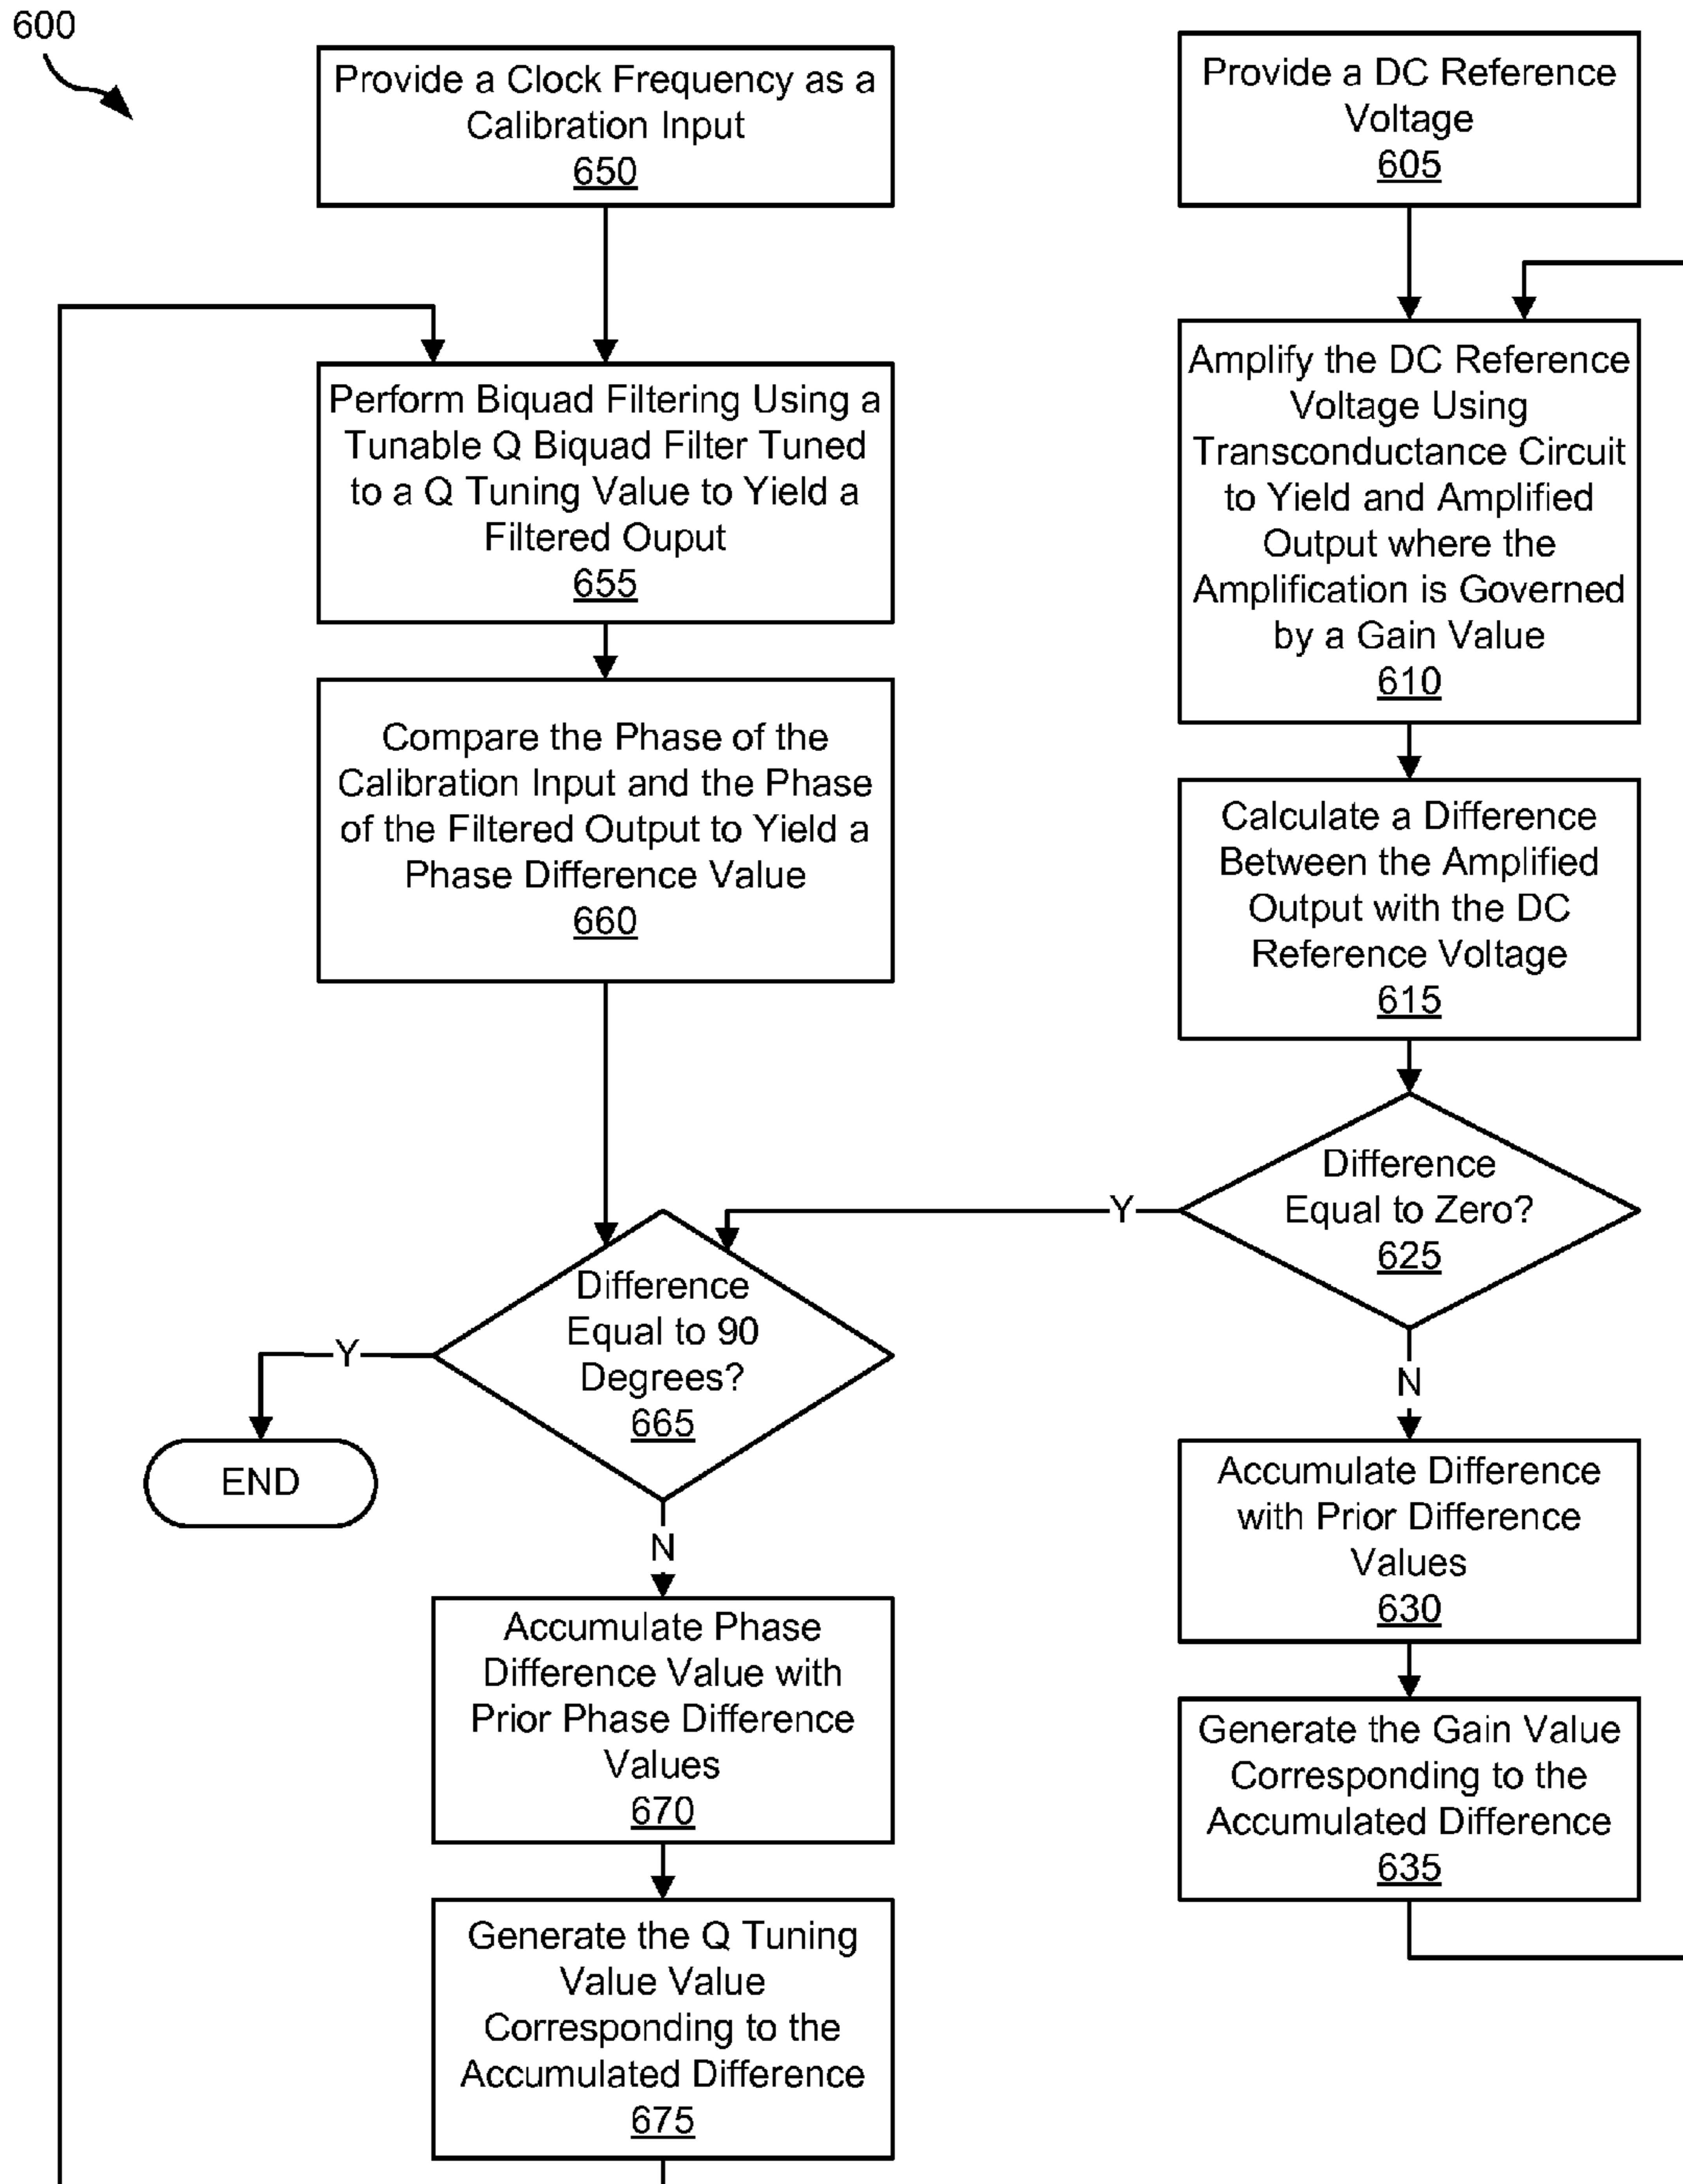 600
Provide a Clock Frequency as a
Calibration Input
650
Perform Biquad Filtering Using a
Tunable Q Biquad Filter Tuned
to a Q Tuning Value to Yield a
Filtered Ouput
655
Compare the Phase of the
Calibration Input and the Phase
of the Filtered Output to Yield a
Phase Difference Value
660
Difference
Equal to 90
Degrees?
665
Y
END
N
Accumulate Phase
Difference Value with
Prior Phase Difference
Values
670
Generate the Q Tuning
Value Value
Corresponding to the
Accumulated Difference
675
Provide a DC Reference
Voltage
605
Amplify the DC Reference
Voltage Using
Transconductance Circuit
to Yield and Amplified
Output where the
Amplification is Governed
by a Gain Value
610
Calculate a Difference
Between the Amplified
Output with the DC
Reference Voltage
615
Difference
Equal to Zero?
625
Y
N
Accumulate Difference
with Prior Difference
Values
630
Generate the Gain Value
Corresponding to the
Accumulated Difference
635